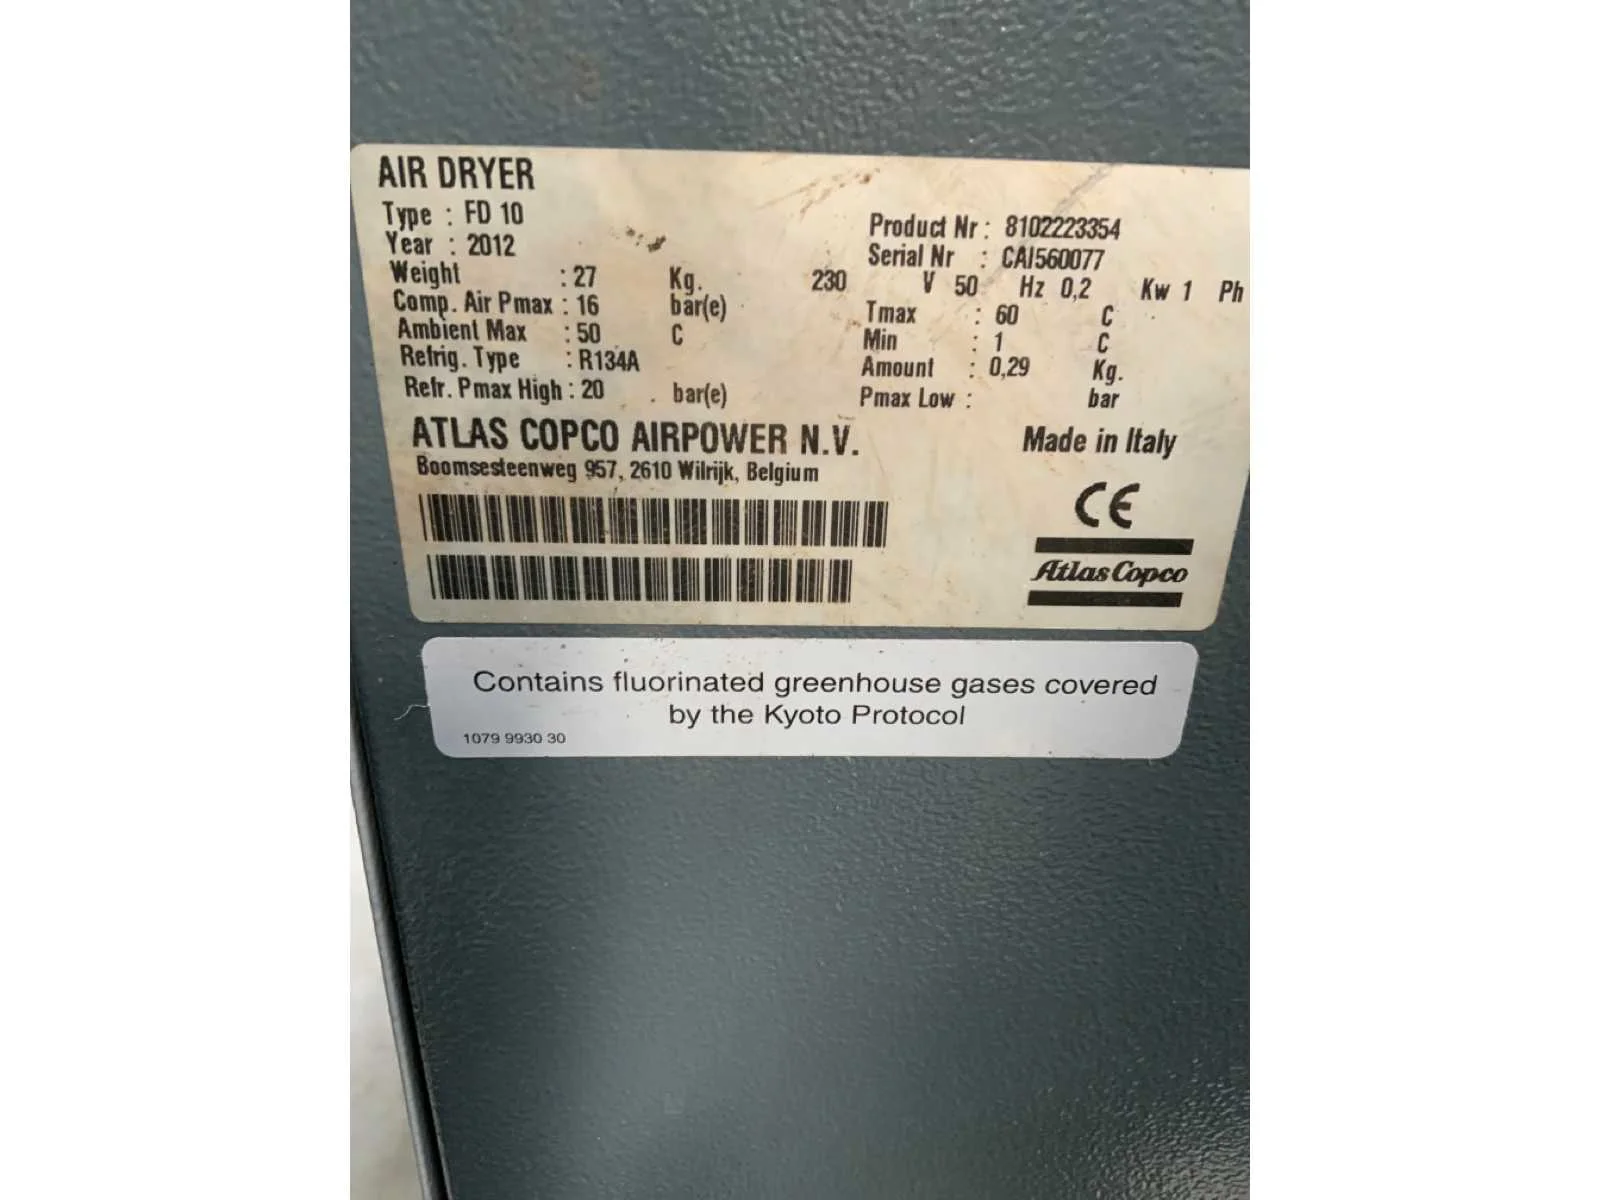 AIR DRYER
Type : FD 10
Year : 2012
Product Nr : 8102223354
Serial Nr : CAI560077
Weight : 27 Kg. 230 V 50 Hz 0,2 Kw 1 Ph
Comp. Air Pmax : 16 bar(e) Tmax : 60 C
Ambient Max : 50 C Min : 1 C
Refrig. Type : R134A Amount : 0,29 Kg.
Refr. Pmax High : 20 bar(e) Pmax Low : bar
ATLAS COPCO AIRPOWER N.V. Made in Italy
Boomsesteenweg 957, 2610 Wilrijk, Belgium
CE
Atlas Copco
Contains fluorinated greenhouse gases covered
by the Kyoto Protocol
1079 9930 30